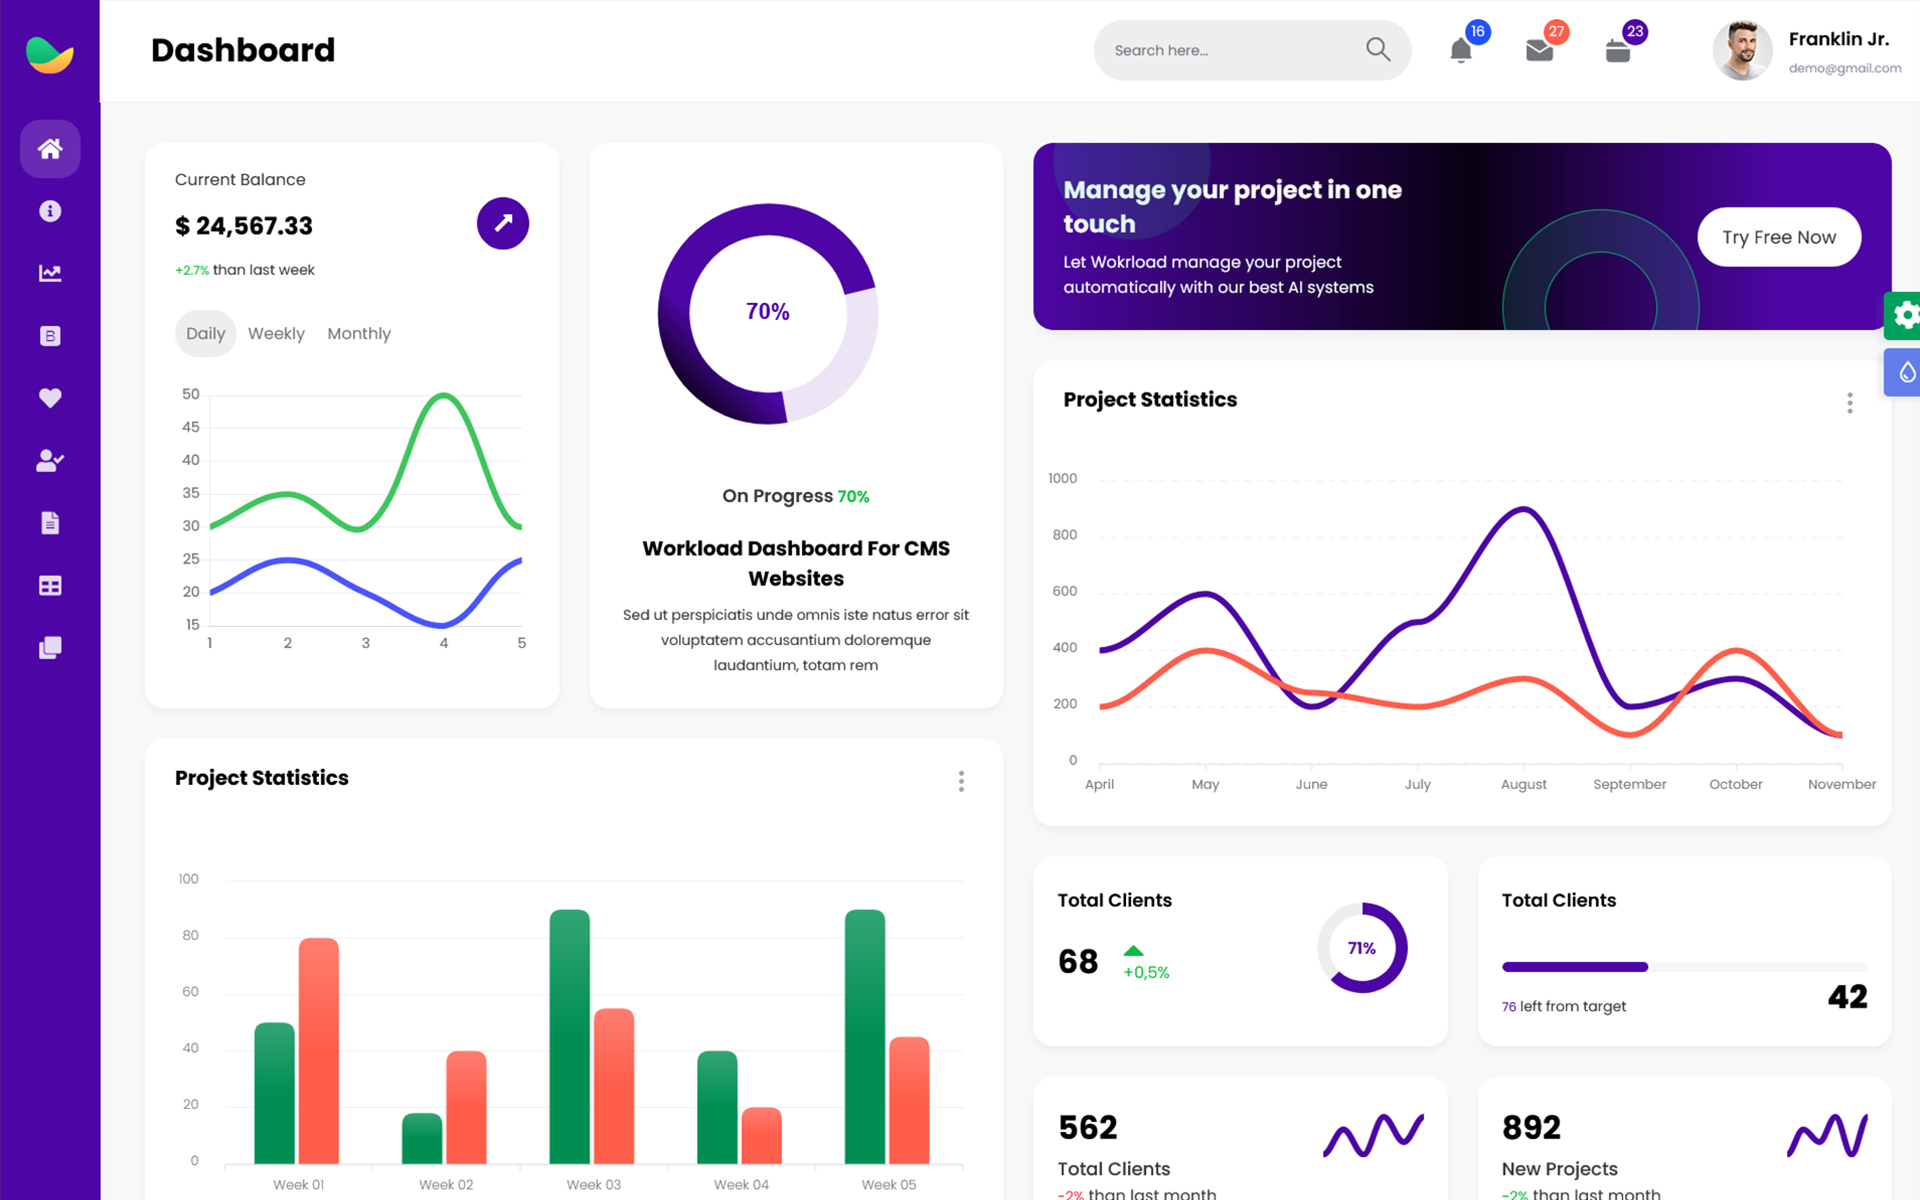 Dashboard
Search here...
16
27
23
Franklin Jr.
demo@gmail.com
B
Current Balance
$ 24,567.33
+2.7% than last week
Daily Weekly Monthly
50
45
40
35
30
25
20
15
1 2 3 4 5
70%
On Progress 70%
Workload Dashboard For CMS
Websites
Sed ut perspiciatis unde omnis iste natus error sit
voluptatem accusantium doloremque
laudantium, totam rem
Manage your project in one
touch
Let Wokrload manage your project
automatically with our best AI systems
Try Free Now
Project Statistics
1000
800
600
400
200
0
April May June July August September October November
Project Statistics
100
80
60
40
20
0
Week 01 Week 02 Week 03 Week 04 Week 05
Total Clients
68
+0,5%
71%
Total Clients
76 left from target
42
562
Total Clients
-2% than last month
892
New Projects
-2% than last month